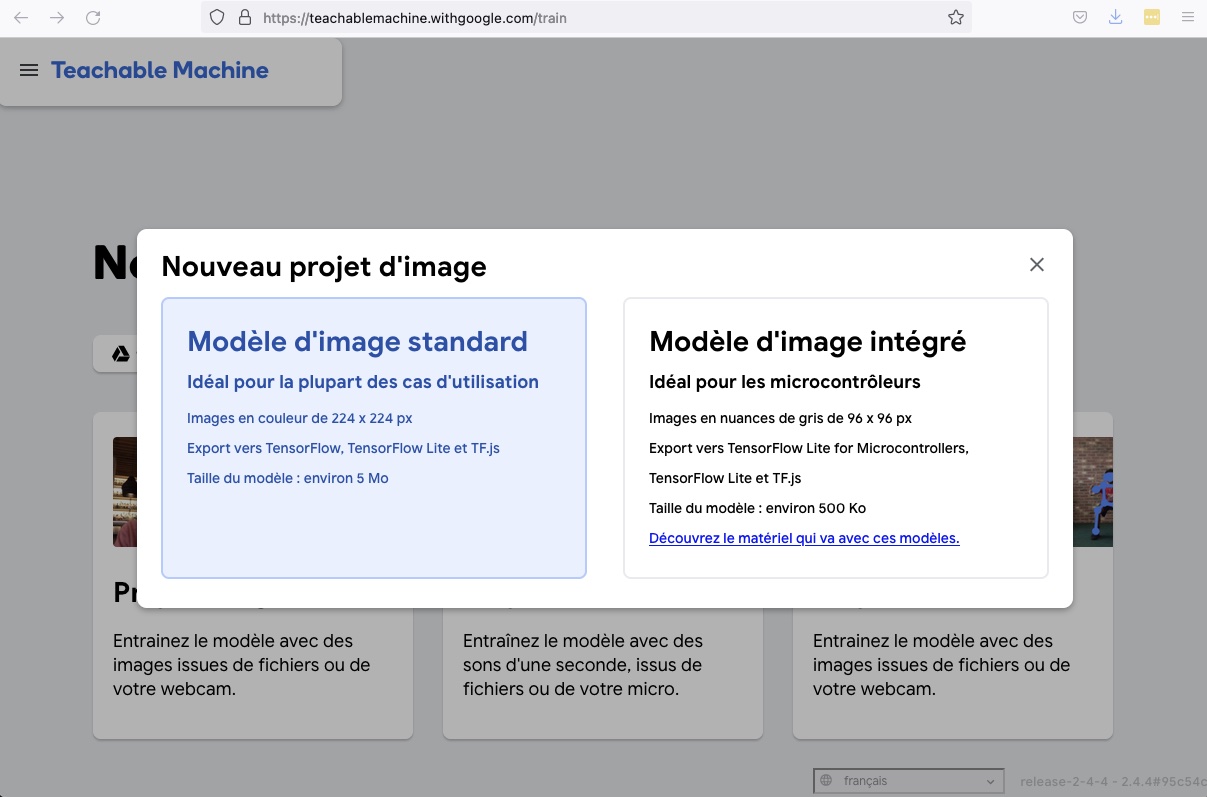 https://teachablemachine.withgoogle.com/train
Teachable Machine
Nouveau projet d'image
Modèle d'image standard
Idéal pour la plupart des cas d'utilisation
Images en couleur de 224 x 224 px
Export vers TensorFlow, TensorFlow Lite et TF.js
Taille du modèle : environ 5 Mo
Modèle d'image intégré
Idéal pour les microcontrôleurs
Images en nuances de gris de 96 x 96 px
Export vers TensorFlow Lite for Microcontrollers,
TensorFlow Lite et TF.js
Taille du modèle : environ 500 Ko
Découvrez le matériel qui va avec ces modèles.
Entrainez le modèle avec des
images issues de fichiers ou de
votre webcam.
Entraînez le modèle avec des
sons d'une seconde, issus de
fichiers ou de votre micro.
Entrainez le modèle avec des
images issues de fichiers ou de
votre webcam.
français
release-2-4-4 - 2.4.4#95c54c